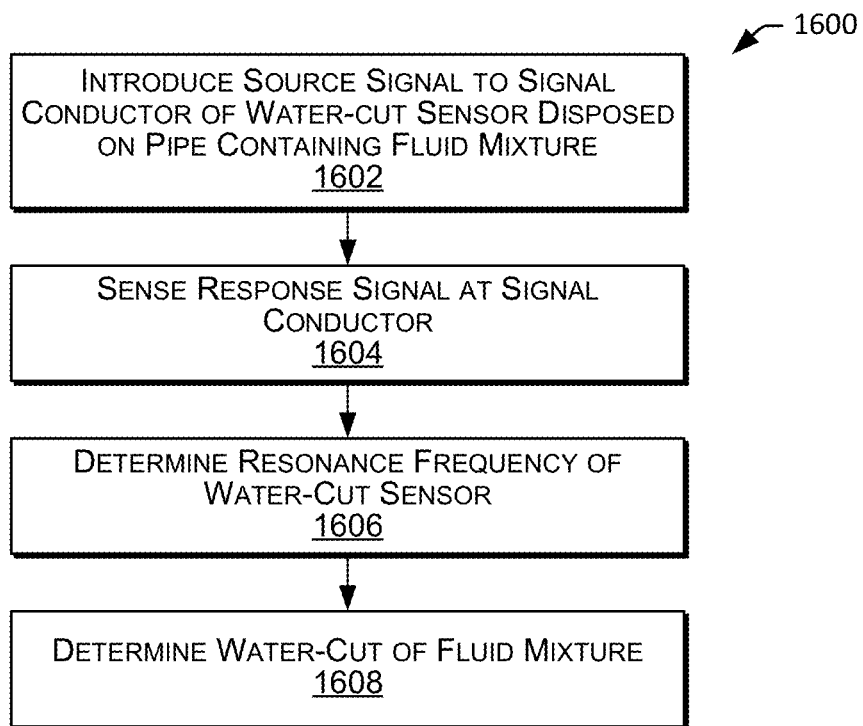 1600
INTRODUCE SOURCE SIGNAL TO SIGNAL
CONDUCTOR OF WATER-CUT SENSOR DISPOSED
ON PIPE CONTAINING FLUID MIXTURE
1602
SENSE RESPONSE SIGNAL AT SIGNAL
CONDUCTOR
1604
DETERMINE RESONANCE FREQUENCY OF
WATER-CUT SENSOR
1606
DETERMINE WATER-CUT OF FLUID MIXTURE
1608